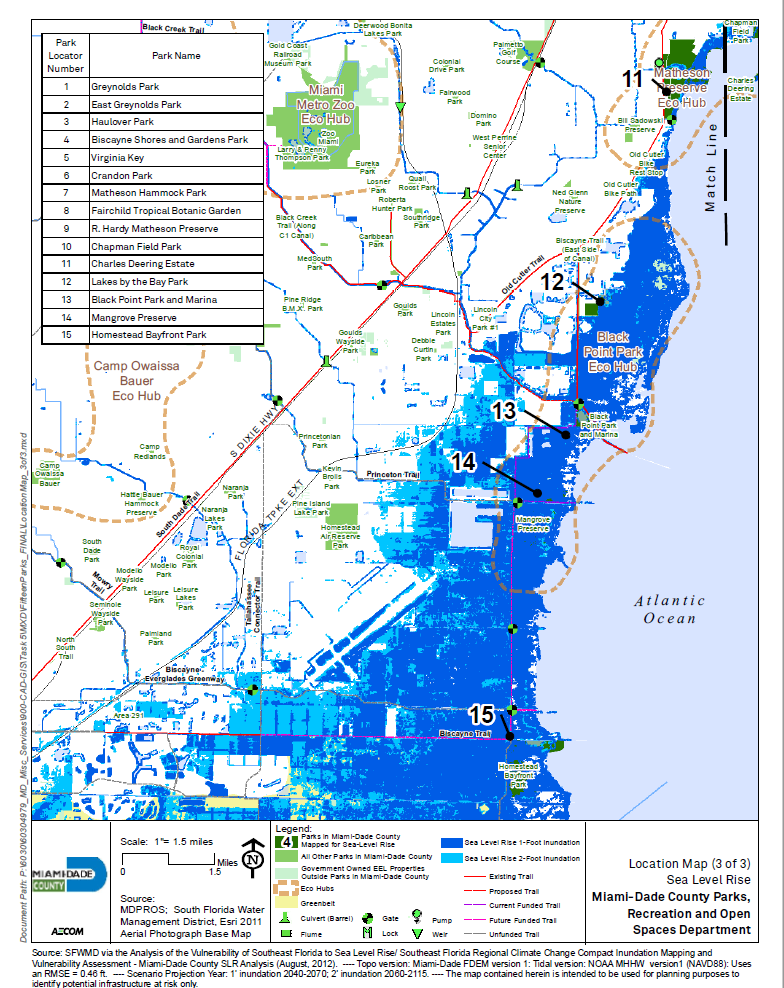 Park
Locator
Number
Park Name
1 Greynolds Park
2 East Greynolds Park
3 Haulover Park
4 Biscayne Shores and Gardens Park
5 Virginia Key
6 Crandon Park
7 Matheson Hammock Park
8 Fairchild Tropical Botanic Garden
9 R. Hardy Matheson Preserve
10 Chapman Field Park
11 Charles Deering Estate
12 Lakes by the Bay Park
13 Black Point Park and Marina
14 Mangrove Preserve
15 Homestead Bayfront Park
Black Creek Trail
Deerwood Bonita
Lakes Park
Gold Coast
Railroad
Museum Park
Colonial
Drive Park
Palmetto
Golf
Course
Chapman
Field
Park
Miami
Metro Zoo
Eco Hub
Fairwood
Park
11
Matheson
Preserve
Eco Hub
Charles
Deering
Estate
Domino
Park
Bill Sadowski
Preserve
Zoo
Miami
Larry & Penny
Thompson Park
West Perrine
Senior
Center
Old Cutler
Bike
Rest Stop
Match Line
Eureka
Park
Losner
Park
Quail
Roost Park
Roberta
Hunter Park
Ned Glenn
Nature
Preserve
Old Cutler
Bike Path
Black Creek
Trail (Along
C1 Canal)
Southridge
Park
Caribbean
Park
Biscayne Trail
(East Side
of Canal)
MedSouth
Park
Old Cutler Trail
12
Pine Ridge
B.M.X. Park
Goulds
Park
Lincoln
Estates
Park
Lincoln
City
Park #1
Goulds
Wayside
Park
Debbie
Curtin
Park
Black
Point Park
Eco Hub
Camp Owaissa
Bauer
Eco Hub
13
Black
Point Park
and Marina
S DIXIE HWY
Princetonian
Park
Camp
Redlands
14
Camp
Owaissa
Bauer
Kevin
Broils
Park
Princeton Trail
Hattie Bauer
Hammock
Preserve
Naranja
Park
South Dade Trail
Naranja
Lakes
Park
Pine Island
Lake Park
FLORIDA TPKE EXT
Mangrove
Preserve
Homestead
Air Reserve
Park
South
Dade
Park
Royal
Colonial
Park
Modello
Wayside
Park
Modello
Park
Mowry
Trail
Leisure
Park
Leisure
Lakes
Park
Tallahassee
Connector Trail
Atlantic
Ocean
Seminole
Wayside
Park
Palmland
Park
North
South
Trail
Biscayne
Everglades Greenway
Area 291
15
Biscayne Trail
Homestead
Bayfront
Park
Document Path: P:\60300\60304979_MD_Misc_Services\900-CAD-GIS\Task 5\MXD\FifteenParks_FINAL\LocationMap_3of3.mxd
MIAMI-DADE
COUNTY
AECOM
Scale: 1"= 1.5 miles
0 1.5
Miles
N
Source:
MDPROS; South Florida Water
Management District, Esri 2011
Aerial Photograph Base Map
Legend:
(4) Parks in Miami-Dade County
Mapped for Sea-Level Rise
All Other Parks in Miami-Dade County
Government Owned EEL Properties
Outside Parks in Miami-Dade County
Eco Hubs
Greenbelt
Culvert (Barrel)
Gate
Pump
Flume
Lock
Weir
Sea Level Rise 1-Foot Inundation
Sea Level Rise 2-Foot Inundation
Existing Trail
Proposed Trail
Current Funded Trail
Future Funded Trail
Unfunded Trail
Location Map (3 of 3)
Sea Level Rise
Miami-Dade County Parks,
Recreation and Open
Spaces Department
Source: SFWMD via the Analysis of the Vulnerability of Southeast Florida to Sea Level Rise/ Southeast Florida Regional Climate Change Compact Inundation Mapping and
Vulnerability Assessment - Miami-Dade County SLR Analysis (August, 2012). ---- Topo version: Miami-Dade FDEM version 1: Tidal version: NOAA MHHW version1 (NAVD88): Uses
an RMSE = 0.46 ft. ---- Scenario Projection Year: 1' inundation 2040-2070; 2' inundation 2060-2115. ---- The map contained herein is intended to be used for planning purposes to
identify potential infrastructure at risk only.